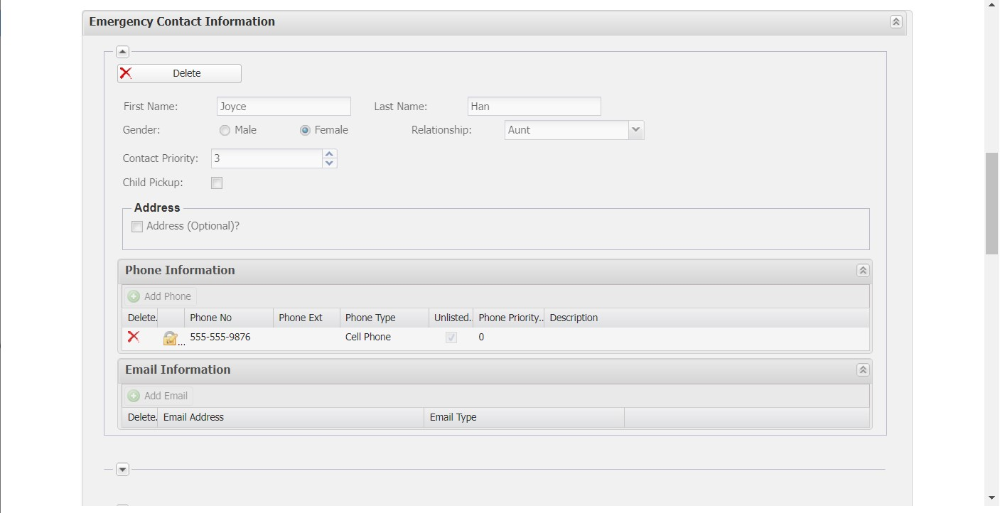 Emergency Contact Information
Delete
First Name: Joyce Last Name: Han
Gender: Male Female Relationship: Aunt
Contact Priority: 3
Child Pickup:
Address
Address (Optional)?
Phone Information
Add Phone
Delete. Phone No Phone Ext Phone Type Unlisted.. Phone Priority.. Description
... 555-555-9876 Cell Phone 0
Email Information
Add Email
Delete. Email Address Email Type